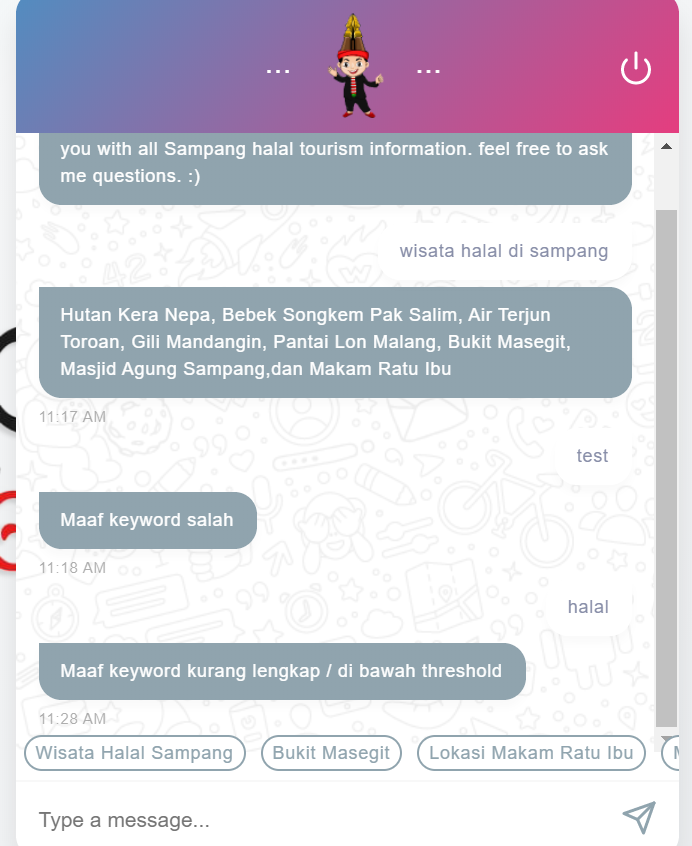 you with all Sampang halal tourism information. feel free to ask
me questions. :)
wisata halal di sampang
Hutan Kera Nepa, Bebek Songkem Pak Salim, Air Terjun
Toroan, Gili Mandangin, Pantai Lon Malang, Bukit Masegit,
Masjid Agung Sampang,dan Makam Ratu Ibu
11:17 AM
test
Maaf keyword salah
11:18 AM
halal
Maaf keyword kurang lengkap / di bawah threshold
11:28 AM
Wisata Halal Sampang Bukit Masegit Lokasi Makam Ratu Ibu
Type a message...